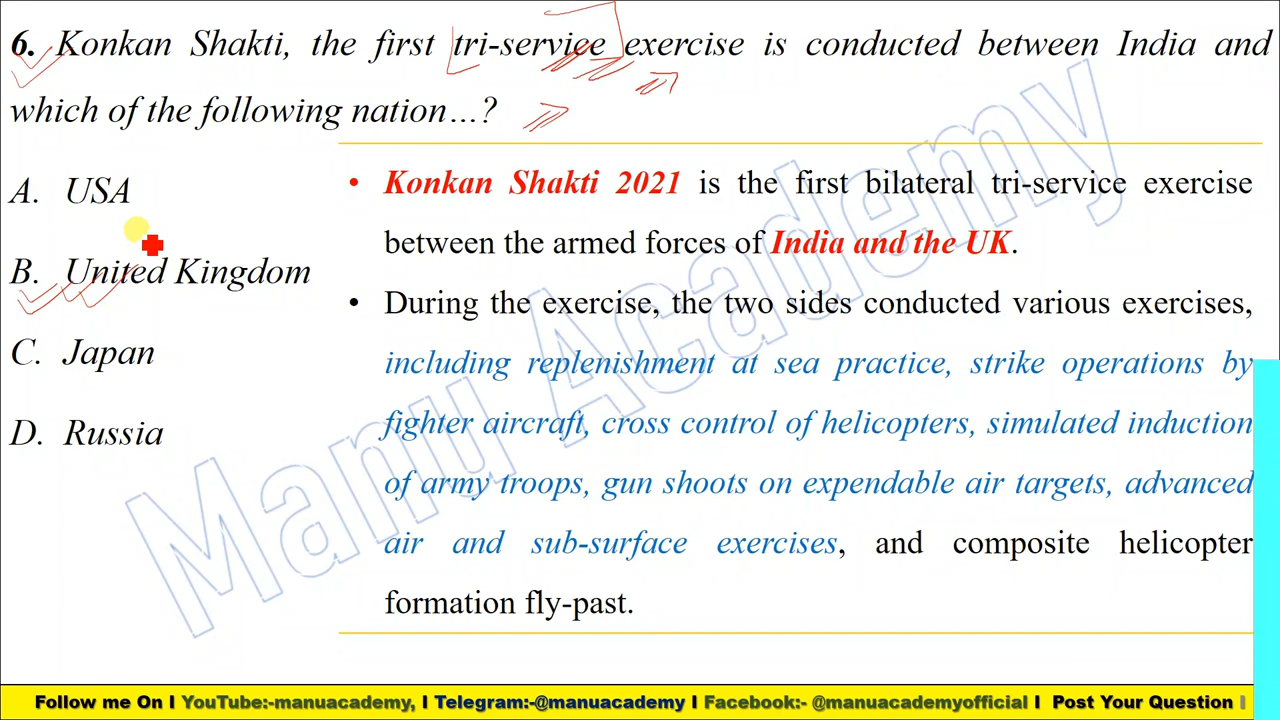 6. Konkan Shakti, the first tri-service exercise is conducted between India and
which of the following nation...?
A. USA
B. United Kingdom
C. Japan
D. Russia
• Konkan Shakti 2021 is the first bilateral tri-service exercise
between the armed forces of India and the UK.
• During the exercise, the two sides conducted various exercises,
including replenishment at sea practice, strike operations by
fighter aircraft, cross control of helicopters, simulated induction
of army troops, gun shoots on expendable air targets, advanced
air and sub-surface exercises, and composite helicopter
formation fly-past.
Manu Academy
Follow me On I YouTube:-manuacademy, I Telegram:-@manuacademy I Facebook:- @manuacademyofficial I Post Your Question I